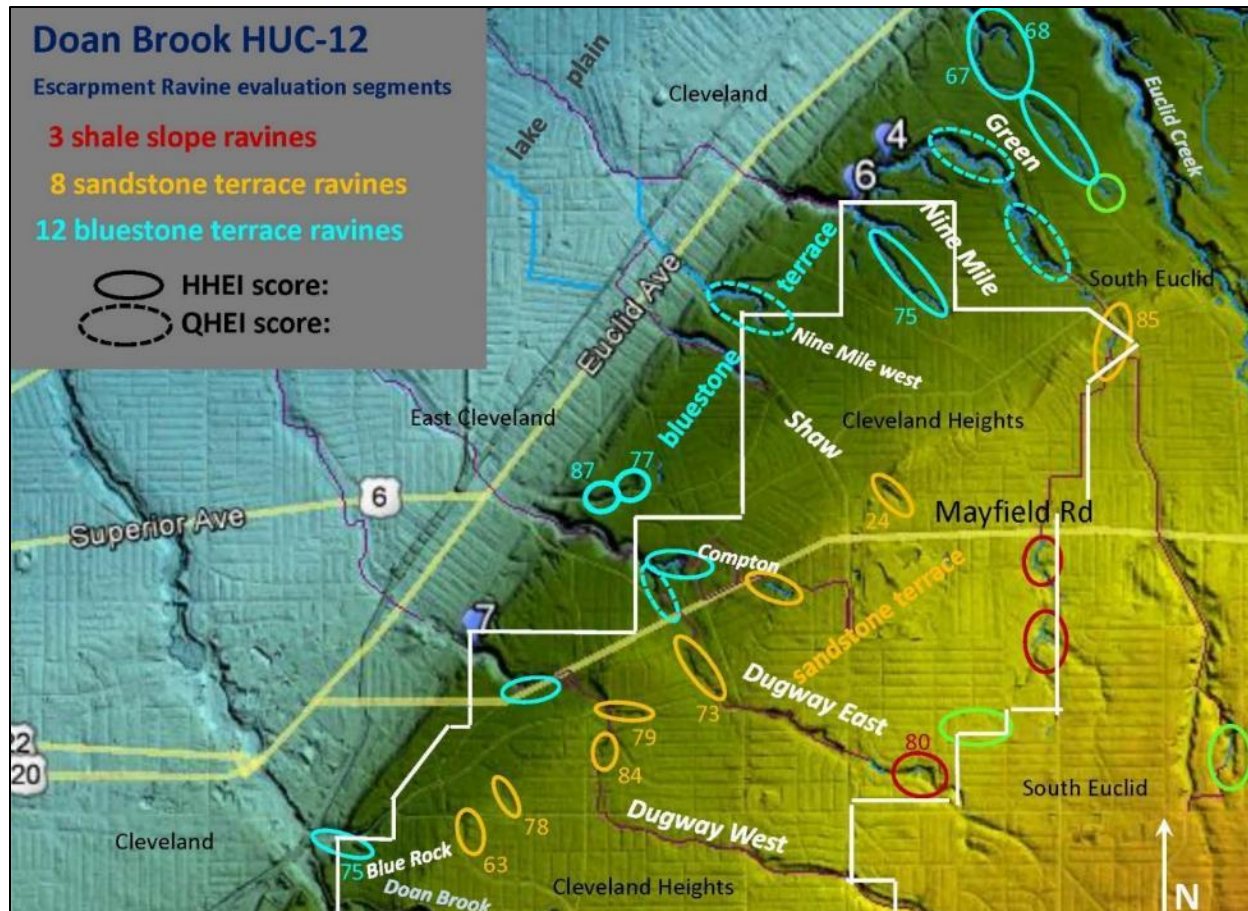 Doan Brook HUC-12
Escarpment Ravine evaluation segments
3 shale slope ravines
8 sandstone terrace ravines
12 bluestone terrace ravines
HHEI score:
QHEI score:
lake plain
Cleveland
68
67
Euclid Creek
Green
4
6
Nine Mile
terrace
75
South Euclid
85
Euclid Ave
Nine Mile west
bluestone
East Cleveland
Shaw
Cleveland Heights
87
77
6
24
Mayfield Rd
Superior Ave
Compton
sandstone terrace
7
Dugway East
73
79
80
84
22
20
South Euclid
78
Dugway West
Cleveland
63
75
Blue Rock
Doan Brook
Cleveland Heights
N